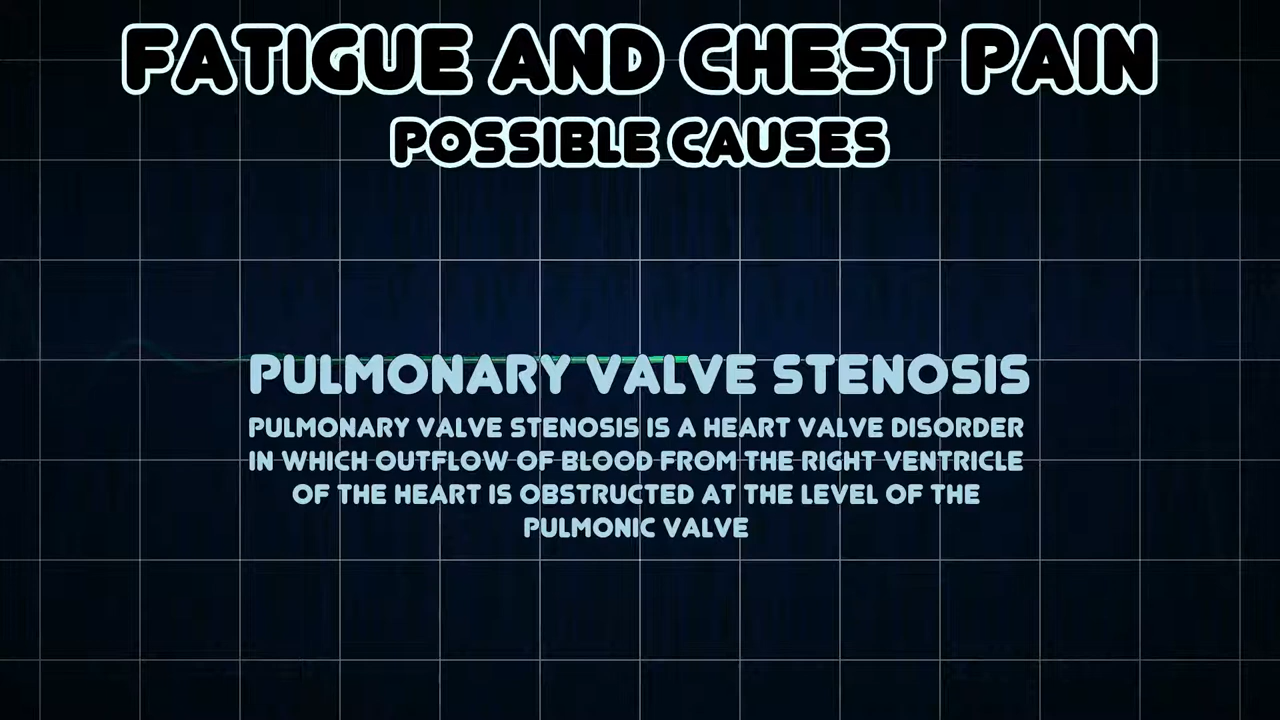 FATIGUE AND CHEST PAIN
POSSIBLE CAUSES
PULMONARY VALVE STENOSIS
PULMONARY VALVE STENOSIS IS A HEART VALVE DISORDER
IN WHICH OUTFLOW OF BLOOD FROM THE RIGHT VENTRICLE
OF THE HEART IS OBSTRUCTED AT THE LEVEL OF THE
PULMONIC VALVE